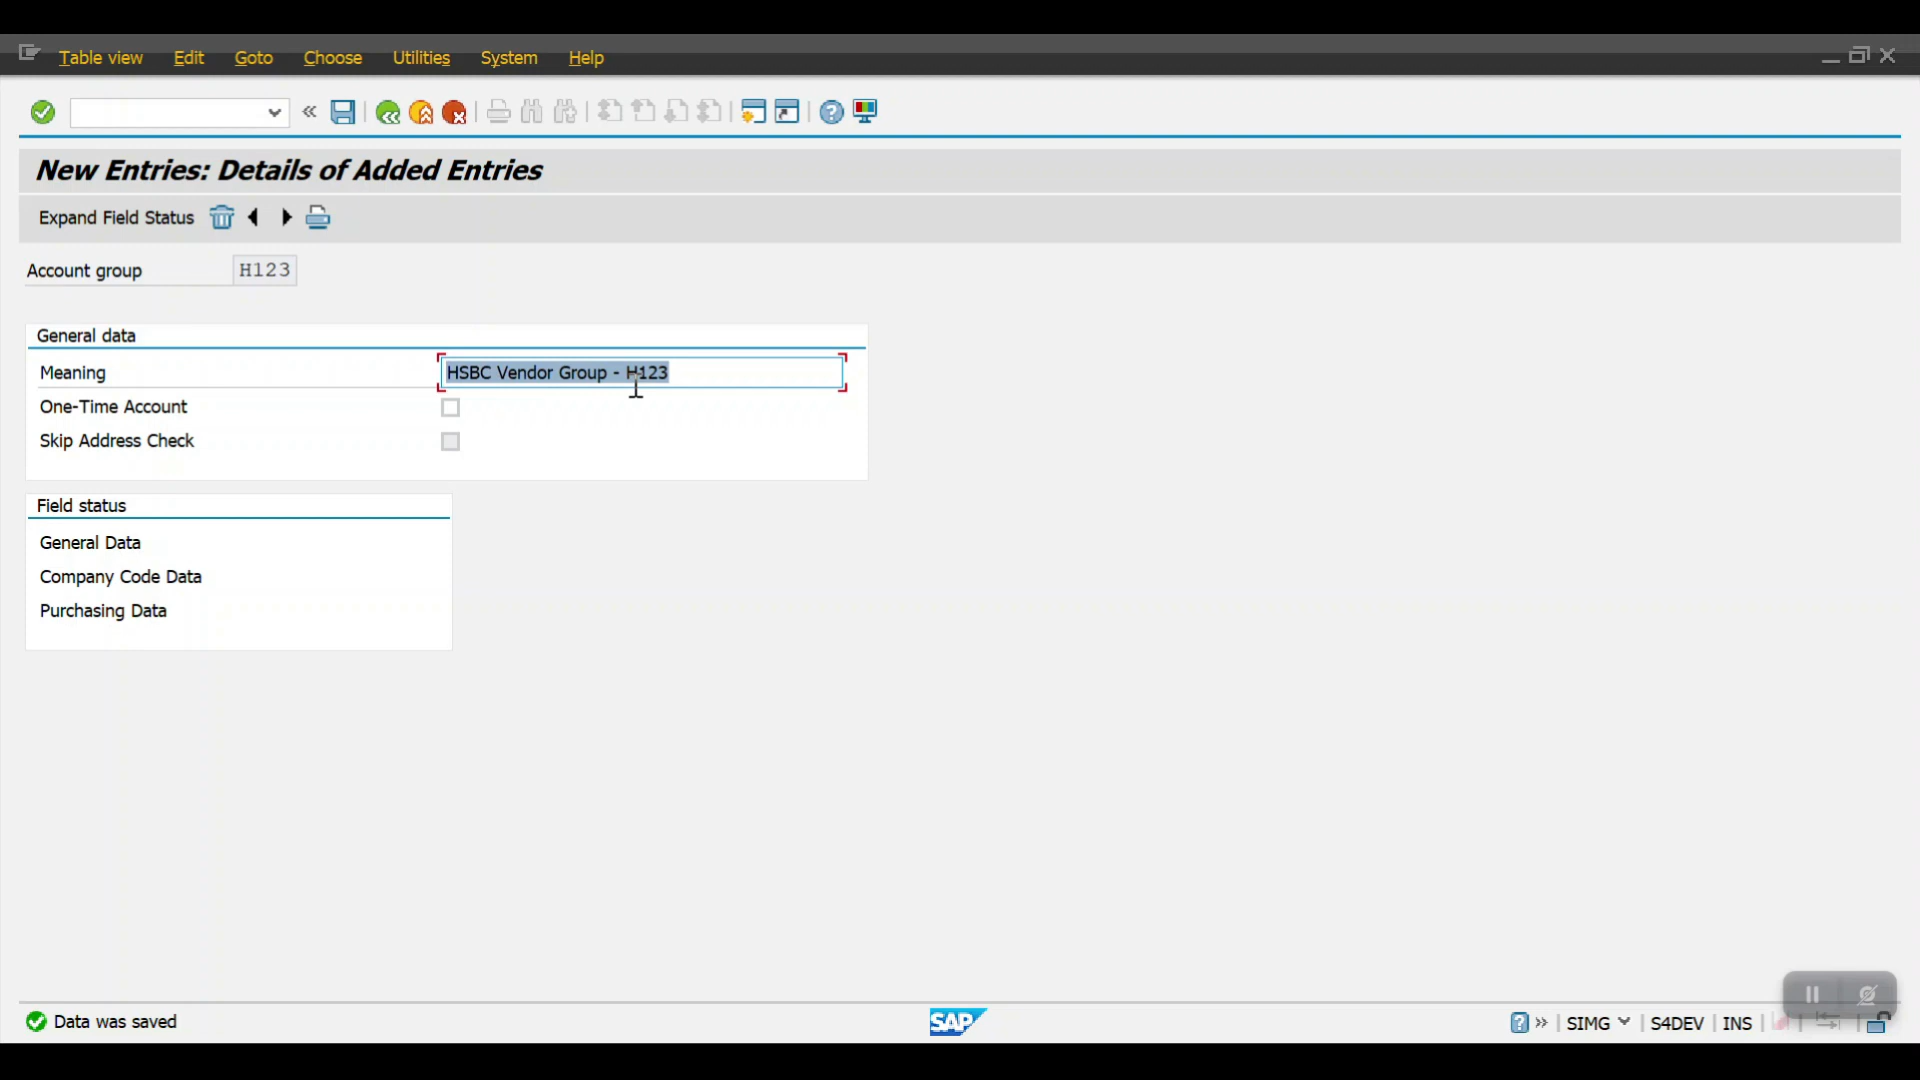 Table view Edit Goto Choose Utilities System Help
New Entries: Details of Added Entries
Expand Field Status
Account group H123
General data
Meaning HSBC Vendor Group - H123
One-Time Account
Skip Address Check
Field status
General Data
Company Code Data
Purchasing Data
Data was saved SAP SIMG S4DEV INS